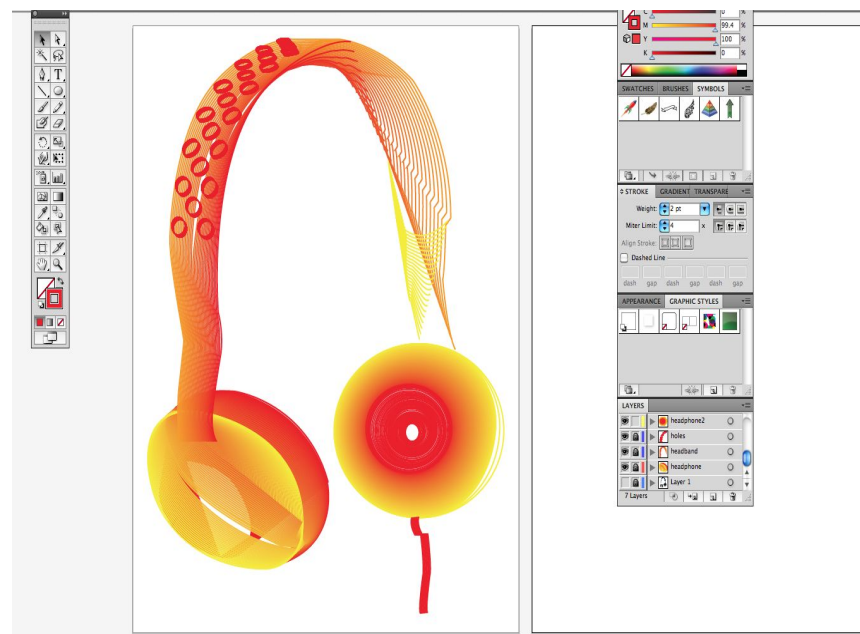 C 0 %
M 99.4 %
Y 100 %
K 0 %
SWATCHES BRUSHES SYMBOLS
STROKE GRADIENT TRANSPARE
Weight: 2 pt
Miter Limit: 4 x
Align Stroke:
Dashed Line
dash gap dash gap dash gap
APPEARANCE GRAPHIC STYLES
LAYERS
headphone2
holes
headband
headphone
Layer 1
7 Layers